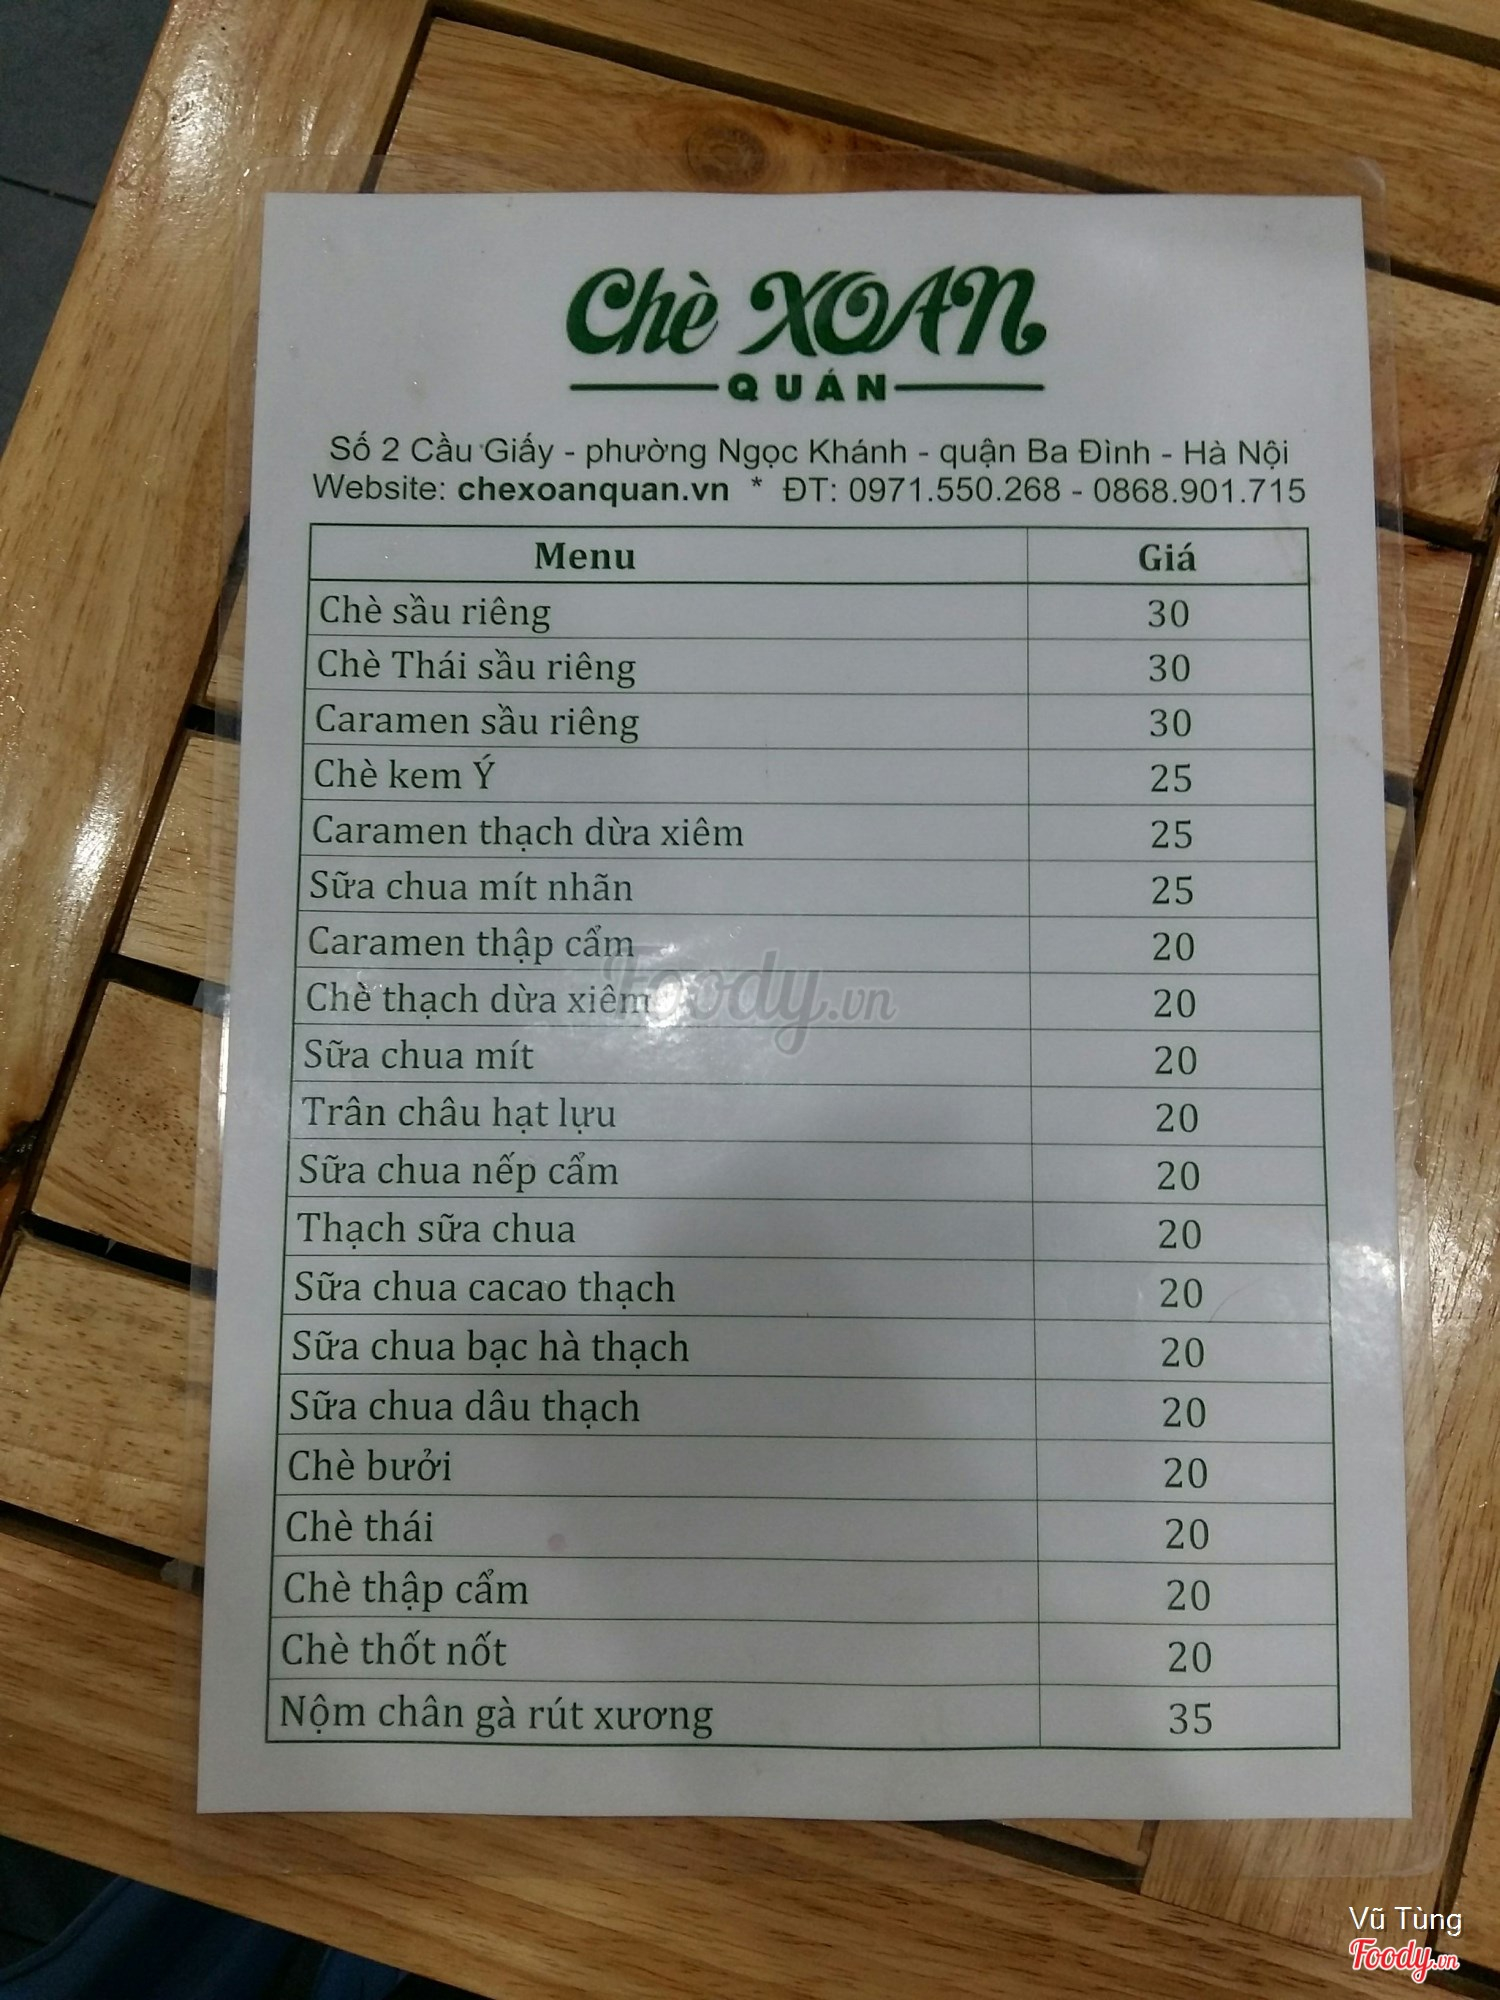 Chè XOAN
QUÁN
Số 2 Cầu Giấy - phường Ngọc Khánh - quận Ba Đình - Hà Nội
Website: chexoanquan.vn * ĐT: 0971.550.268 - 0868.901.715
Menu Giá
Chè sầu riêng 30
Chè Thái sầu riêng 30
Caramen sầu riêng 30
Chè kem Ý 25
Caramen thạch dừa xiêm 25
Sữa chua mít nhãn 25
Caramen thập cẩm 20
Chè thạch dừa xiêm 20
Foody.vn
Sữa chua mít 20
Trân châu hạt lựu 20
Sữa chua nếp cẩm 20
Thạch sữa chua 20
Sữa chua cacao thạch 20
Sữa chua bạc hà thạch 20
Sữa chua dâu thạch 20
Chè bưởi 20
Chè thái 20
Chè thập cẩm 20
Chè thốt nốt 20
Nộm chân gà rút xương 35
Vũ Tùng
Foody.vn